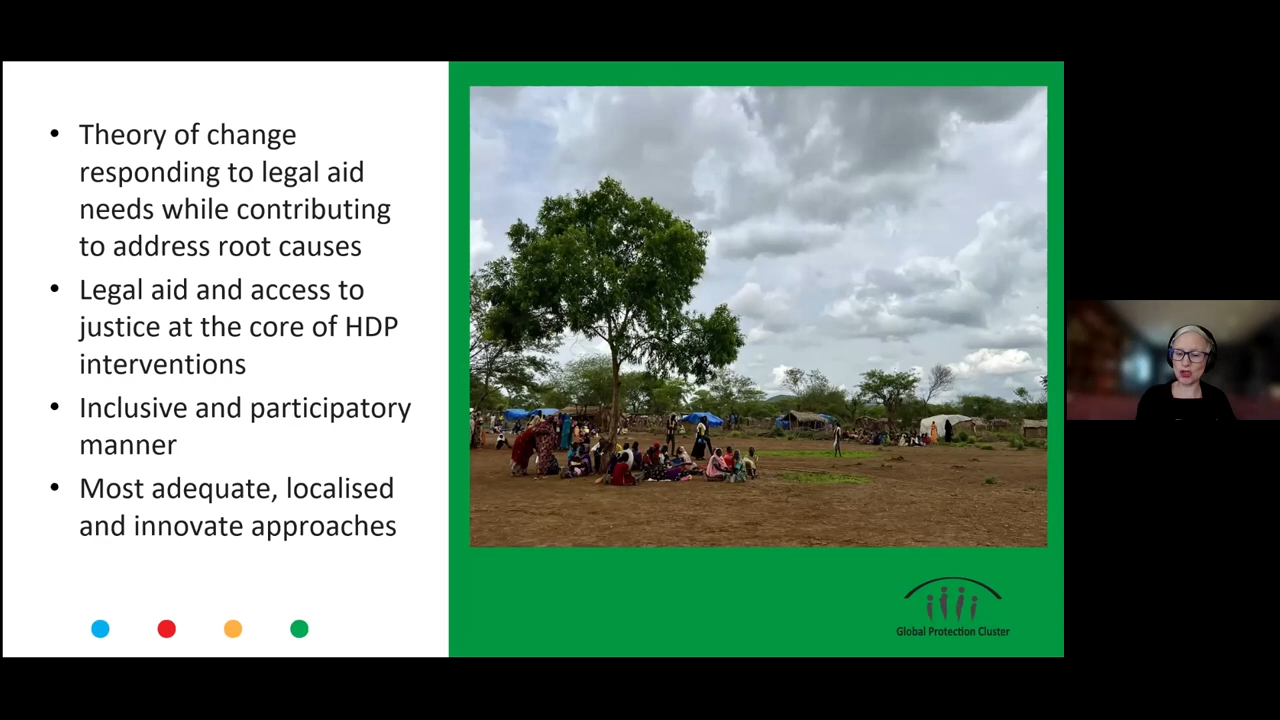 • Theory of change
responding to legal aid
needs while contributing
to address root causes
• Legal aid and access to
justice at the core of HDP
interventions
• Inclusive and participatory
manner
• Most adequate, localised
and innovate approaches
Global Protection Cluster